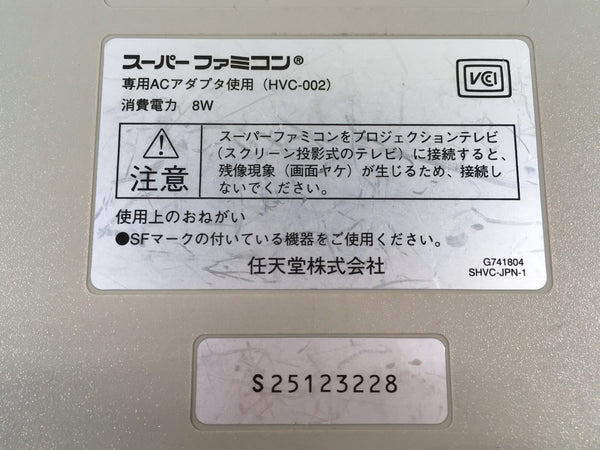 スーパーファミコン®
専用ACアダプタ使用（HVC-002）
消費電力　8W
VCI
注意
スーパーファミコンをプロジェクションテレビ
（スクリーン投影式のテレビ）に接続すると、
残像現象（画面ヤケ）が生じるため、接続し
ないでください。
使用上のおねがい
●SFマークの付いている機器をご使用ください。
任天堂株式会社
G741804
SHVC-JPN-1
S25123228